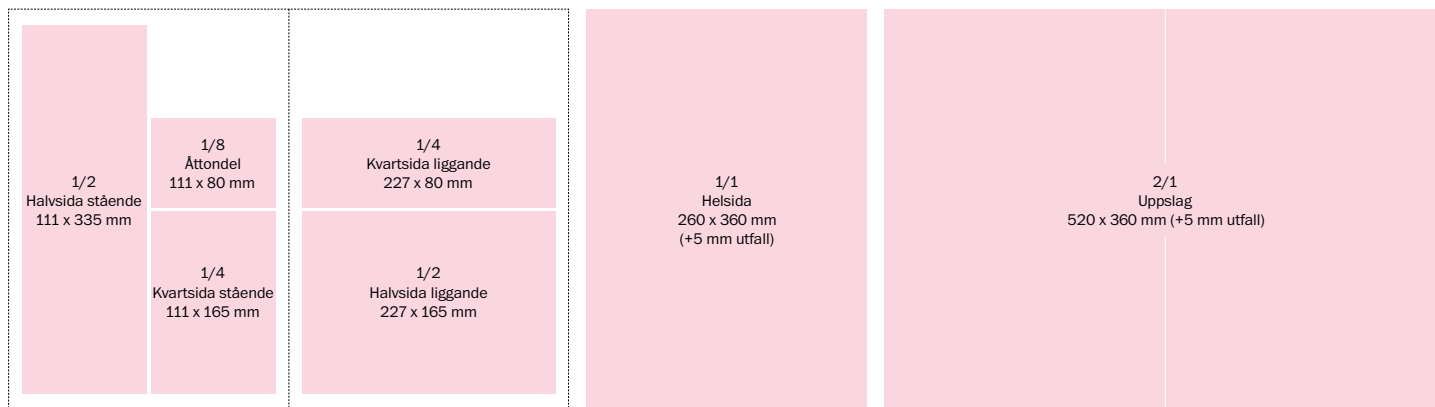 1/2
Halvsida stående
111 x 335 mm
1/8
Åttondel
111 x 80 mm
1/4
Kvartsida stående
111 x 165 mm
1/4
Kvartsida liggande
227 x 80 mm
1/2
Halvsida liggande
227 x 165 mm
1/1
Helsida
260 x 360 mm
(+5 mm utfall)
2/1
Uppslag
520 x 360 mm (+5 mm utfall)